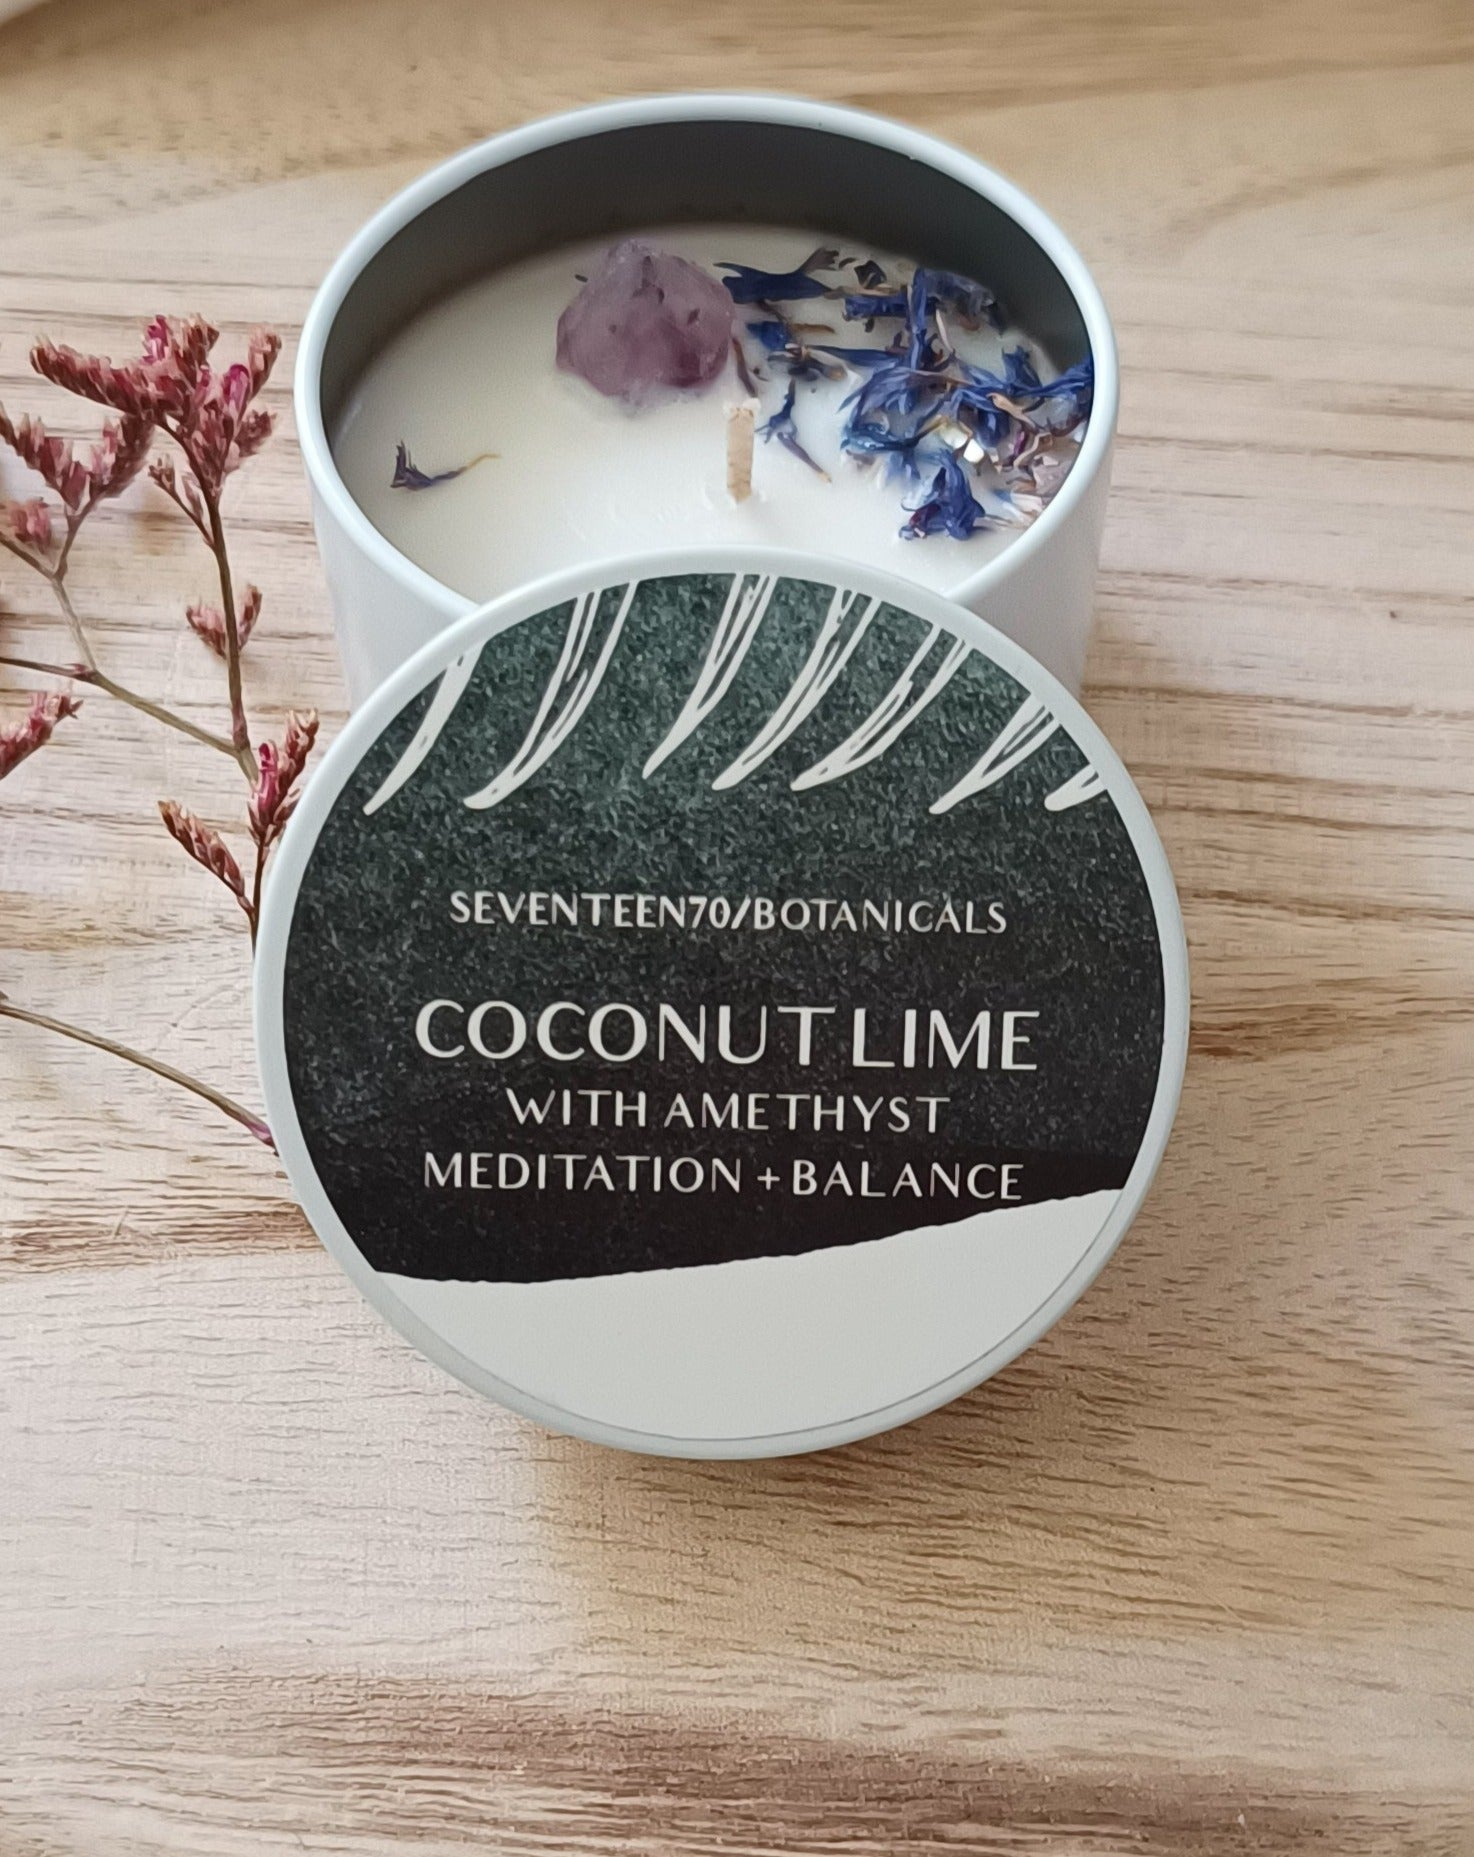 SEVENTEEN70/BOTANICALS
COCONUT LIME
WITH AMETHYST
MEDITATION + BALANCE